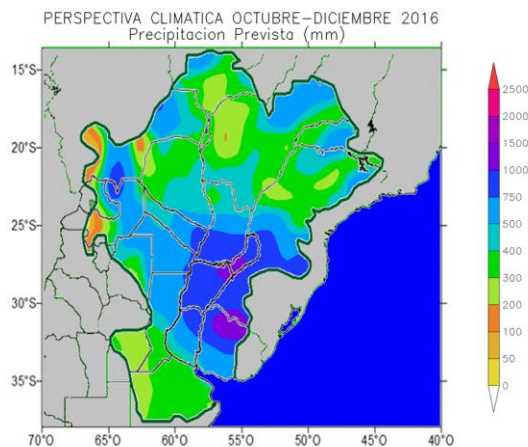 PERSPECTIVA CLIMATICA OCTUBRE-DICIEMBRE 2016
Precipitacion Prevista (mm)
15°S
20°S
25°S
30°S
35°S
70°W
65°W
60°W
55°W
50°W
45°W
40°W
2500
2000
1500
1000
750
500
400
300
200
100
50
0